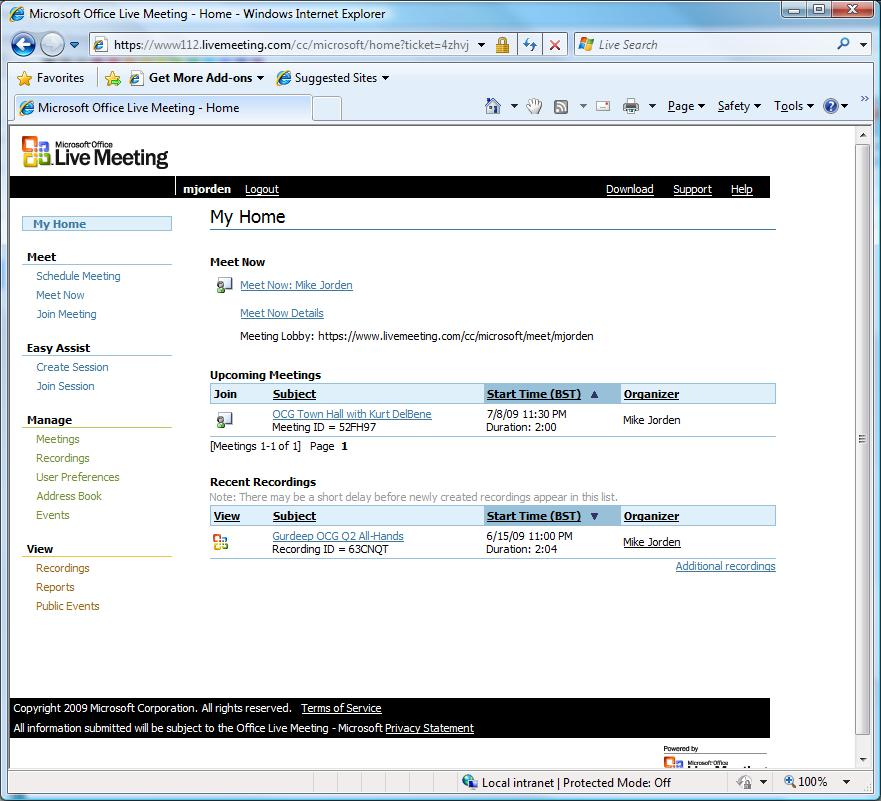 Microsoft Office Live Meeting - Home - Windows Internet Explorer
https://www112.livemeeting.com/cc/microsoft/home?ticket=4zhvj
Live Search
Favorites Get More Add-ons Suggested Sites
Microsoft Office Live Meeting - Home
Page Safety Tools
Microsoft Office
Live Meeting
mjorden Logout Download Support Help
My Home
My Home
Meet
Schedule Meeting
Meet Now
Join Meeting
Easy Assist
Create Session
Join Session
Manage
Meetings
Recordings
User Preferences
Address Book
Events
View
Recordings
Reports
Public Events
Meet Now
Meet Now: Mike Jorden
Meet Now Details
Meeting Lobby: https://www.livemeeting.com/cc/microsoft/meet/mjorden
Upcoming Meetings
Join Subject Start Time (BST) Organizer
OCG Town Hall with Kurt DelBene 7/8/09 11:30 PM Mike Jorden
Meeting ID = 52FH97 Duration: 2:00
[Meetings 1-1 of 1] Page 1
Recent Recordings
Note: There may be a short delay before newly created recordings appear in this list.
View Subject Start Time (BST) Organizer
Gurdeep OCG Q2 All-Hands 6/15/09 11:00 PM Mike Jorden
Recording ID = 63CNQT Duration: 2:04
Additional recordings
Copyright 2009 Microsoft Corporation. All rights reserved. Terms of Service
All information submitted will be subject to the Office Live Meeting - Microsoft Privacy Statement
Powered by
Microsoft Office
Live Meeting
Local intranet | Protected Mode: Off 100%